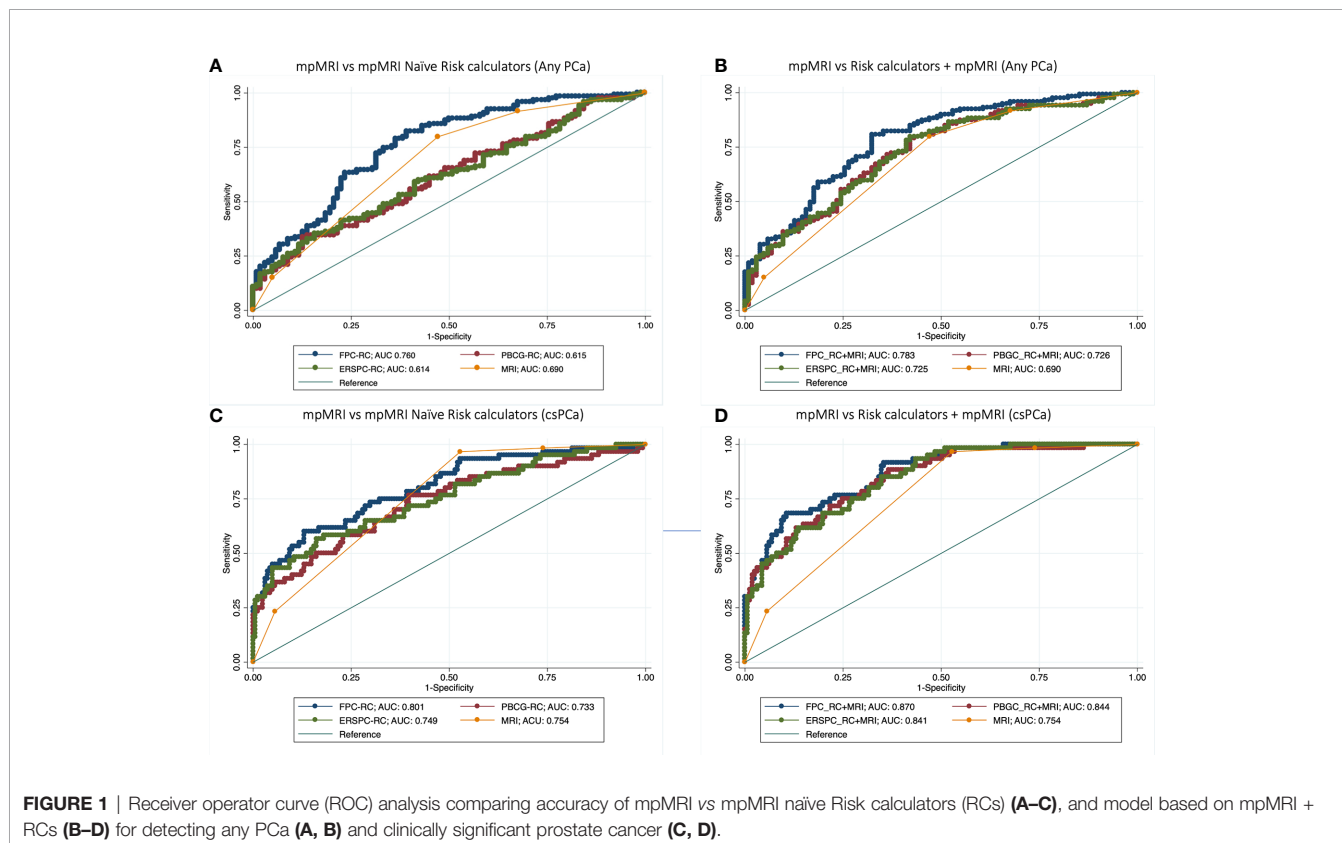 A
mpMRI vs mpMRI Naïve Risk calculators (Any PCa)
1.00
0.75
0.50
0.25
0.00
Sensitivity
0.00 0.25 0.50 0.75 1.00
1-Specificity
FPC-RC; AUC 0.760 PBCG-RC; AUC: 0.615
ERSPC-RC; AUC: 0.614 MRI; AUC: 0.690
Reference
B
mpMRI vs Risk calculators + mpMRI (Any PCa)
1.00
0.75
0.50
0.25
0.00
Sensitivity
0.00 0.25 0.50 0.75 1.00
1-Specificity
FPC_RC+MRI; AUC: 0.783 PBGC_RC+MRI; AUC: 0.726
ERSPC_RC+MRI; AUC: 0.725 MRI; AUC: 0.690
Reference
C
mpMRI vs mpMRI Naïve Risk calculators (csPCa)
1.00
0.75
0.50
0.25
0.00
Sensitivity
0.00 0.25 0.50 0.75 1.00
1-Specificity
FPC-RC; AUC: 0.801 PBCG-RC; AUC: 0.733
ERSPC-RC; AUC: 0.749 MRI; ACU: 0.754
Reference
D
mpMRI vs Risk calculators + mpMRI (csPCa)
1.00
0.75
0.50
0.25
0.00
Sensitivity
0.00 0.25 0.50 0.75 1.00
1-Specificity
FPC_RC+MRI; AUC: 0.870 PBGC_RC+MRI; AUC: 0.844
ERSPC_RC+MRI; AUC: 0.841 MRI; AUC: 0.754
Reference
FIGURE 1 | Receiver operator curve (ROC) analysis comparing accuracy of mpMRI vs mpMRI naïve Risk calculators (RCs) (A–C), and model based on mpMRI +
RCs (B–D) for detecting any PCa (A, B) and clinically significant prostate cancer (C, D).